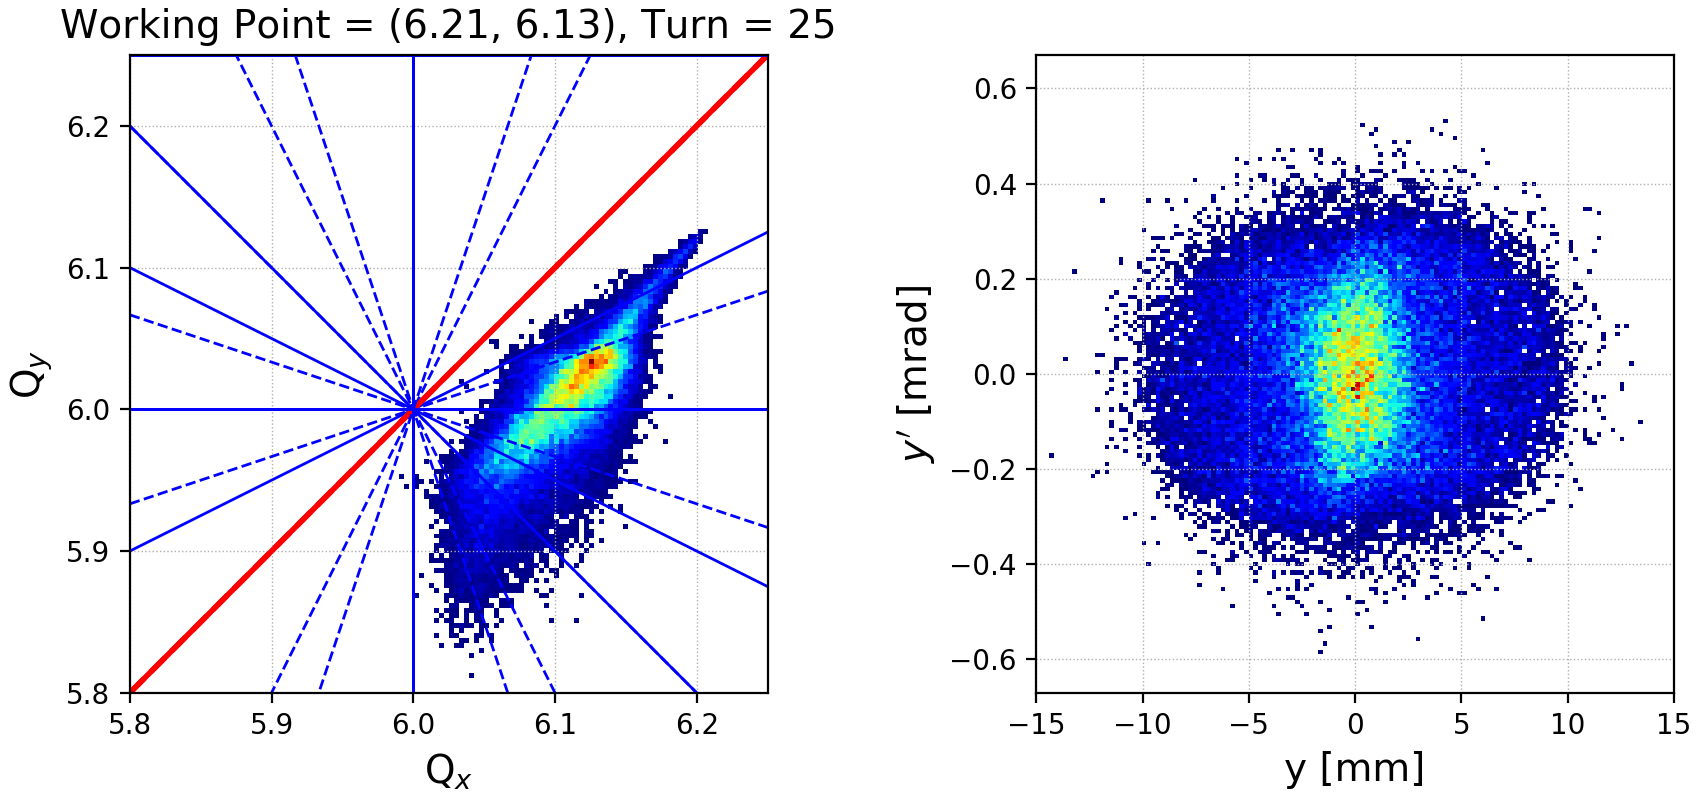 Working Point = (6.21, 6.13), Turn = 25
6.2
6.1
6.0
5.9
5.8
Q_y
5.8 5.9 6.0 6.1 6.2
Q_x
0.6
0.4
0.2
0.0
−0.2
−0.4
−0.6
y′ [mrad]
−15 −10 −5 0 5 10 15
y [mm]